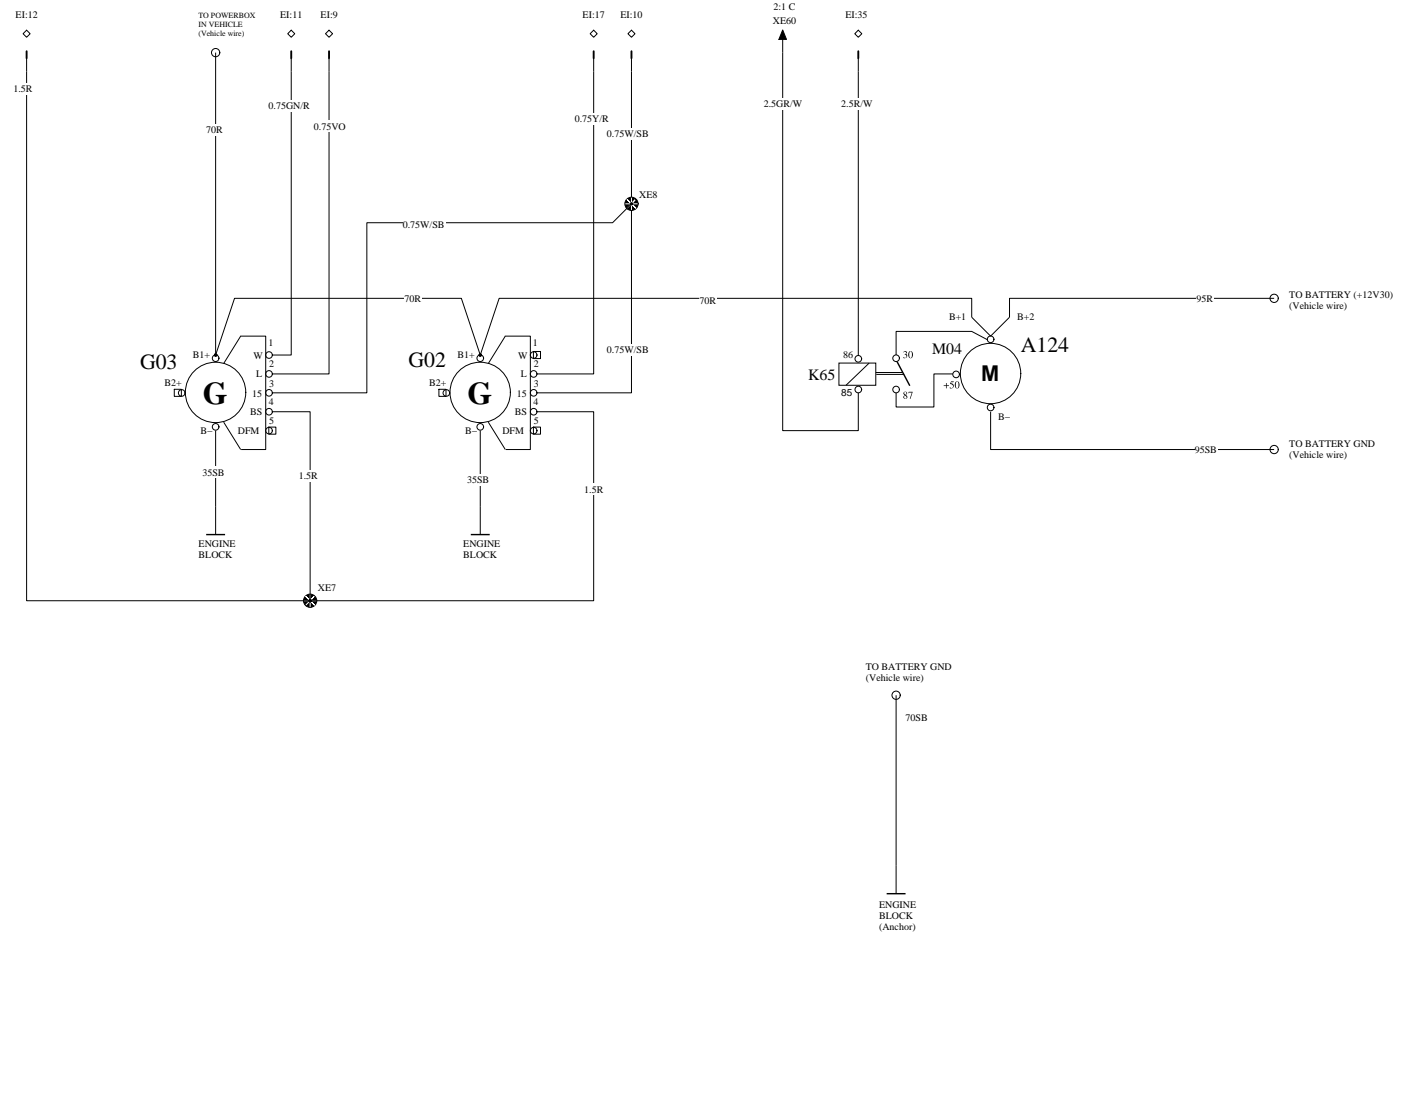 EI:12
TO POWERBOX
IN VEHICLE
(Vehicle wire)
EI:11
EI:9
EI:17
EI:10
2:1 C
XE60
EI:35
1.5R
70R
0.75GN/R
0.75VO
0.75Y/R
0.75W/SB
2.5GR/W
2.5R/W
XE8
0.75W/SB
70R
70R
95R
TO BATTERY (+12V30)
(Vehicle wire)
B+1
B+2
G03
B1+
B2+
G
B–
1
W
2
L
3
15
4
BS
5
DFM
G02
B1+
B2+
G
B–
1
W
2
L
3
15
4
BS
5
DFM
0.75W/SB
K65
86
85
30
87
M04
A124
+50
M
B–
95SB
TO BATTERY GND
(Vehicle wire)
35SB
1.5R
35SB
1.5R
ENGINE
BLOCK
ENGINE
BLOCK
XE7
TO BATTERY GND
(Vehicle wire)
70SB
ENGINE
BLOCK
(Anchor)